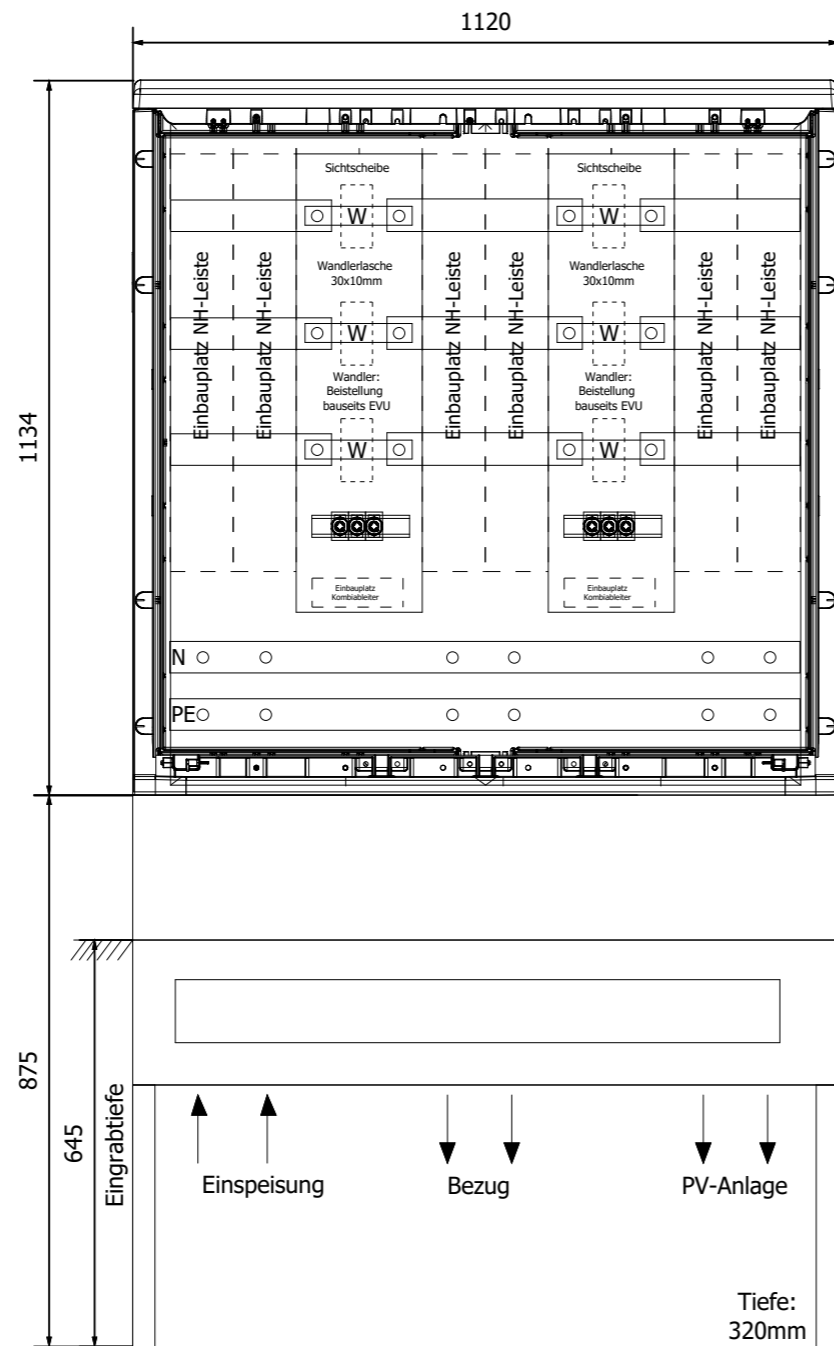 1120
Sichtscheibe
Sichtscheibe
W
W
Wandlerlasche
30x10mm
Wandlerlasche
30x10mm
Einbauplatz NH-Leiste
Einbauplatz NH-Leiste
Einbauplatz NH-Leiste
Einbauplatz NH-Leiste
Einbauplatz NH-Leiste
Einbauplatz NH-Leiste
W
W
Wandler:
Beistellung
bauseits EVU
Wandler:
Beistellung
bauseits EVU
1134
W
W
Einbauplatz
Kombiableiter
Einbauplatz
Kombiableiter
N
PE
875
645
Eingrabtiefe
Einspeisung
Bezug
PV-Anlage
Tiefe:
320mm